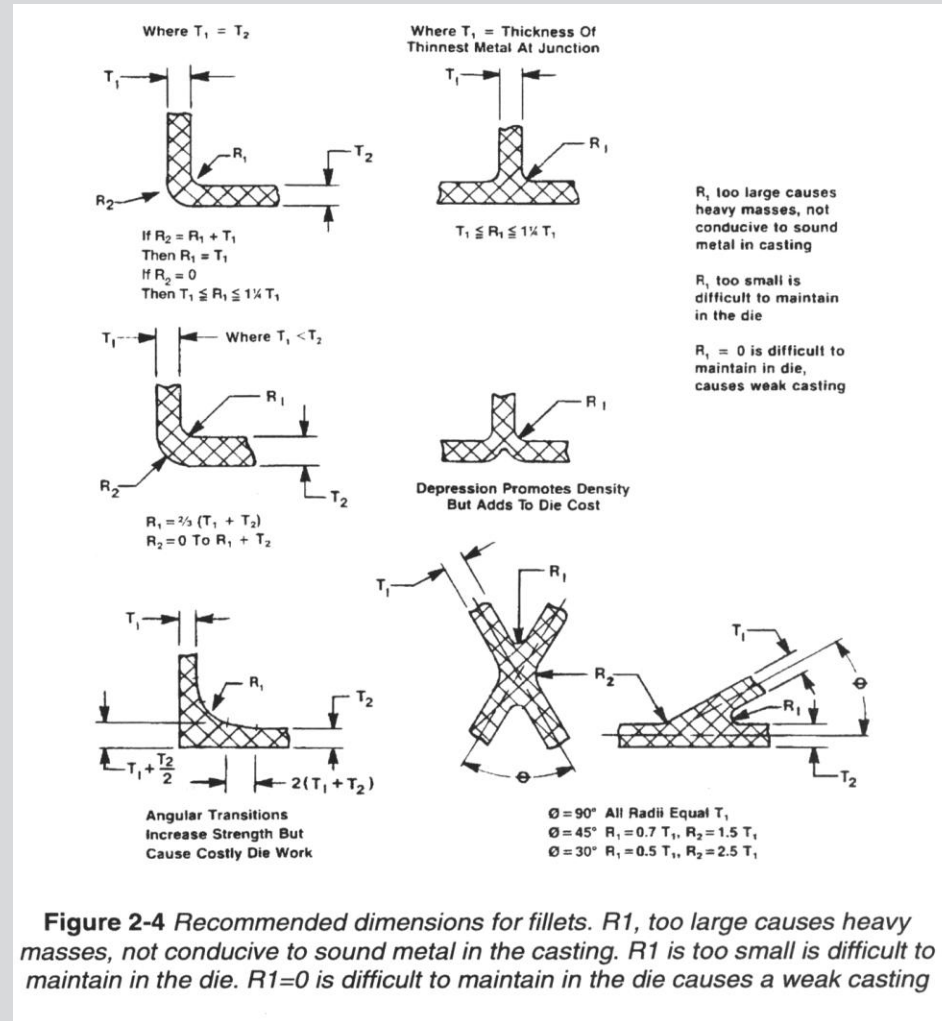 Where T₁ = T₂
T₁
R₁
T₂
R₂
If R₂ = R₁ + T₁
Then R₁ = T₁
If R₂ = 0
Then T₁ ≦ R₁ ≦ 1¼ T₁
Where T₁ = Thickness Of
Thinnest Metal At Junction
T₁
R₁
T₁ ≦ R₁ ≦ 1¼ T₁
R₁ too large causes
heavy masses, not
conducive to sound
metal in casting
R₁ too small is
difficult to maintain
in the die
R₁ = 0 is difficult to
maintain in die,
causes weak casting
T₁
Where T₁ < T₂
R₁
R₂
T₂
R₁ = ⅔ (T₁ + T₂)
R₂ = 0 To R₁ + T₂
R₁
Depression Promotes Density
But Adds To Die Cost
T₁
R₁
T₂
T₁ + T₂/2
2(T₁ + T₂)
Angular Transitions
Increase Strength But
Cause Costly Die Work
T₁
R₁
R₂
Θ
T₁
Θ
R₁
T₂
Ø = 90° All Radii Equal T₁
Ø = 45° R₁ = 0.7 T₁, R₂ = 1.5 T₁
Ø = 30° R₁ = 0.5 T₁, R₂ = 2.5 T₁
Figure 2-4 Recommended dimensions for fillets. R1, too large causes heavy
masses, not conducive to sound metal in the casting. R1 is too small is difficult to
maintain in the die. R1=0 is difficult to maintain in the die causes a weak casting